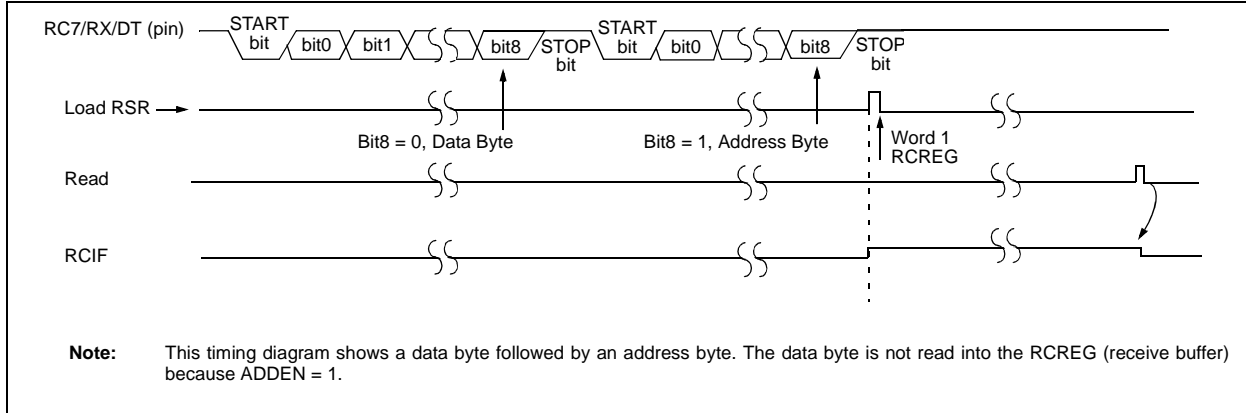 RC7/RX/DT (pin)
START
bit
bit0
bit1
bit8
STOP
bit
START
bit
bit0
bit8
STOP
bit
Load RSR
Bit8 = 0, Data Byte
Bit8 = 1, Address Byte
Word 1
RCREG
Read
RCIF
Note: This timing diagram shows a data byte followed by an address byte. The data byte is not read into the RCREG (receive buffer)
because ADDEN = 1.